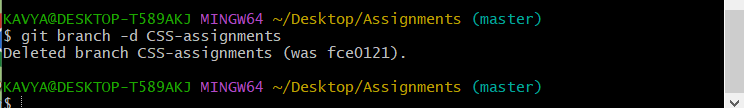 KAVYA@DESKTOP-T589AKJ MINGW64 ~/Desktop/Assignments (master)
$ git branch -d CSS-assignments
Deleted branch CSS-assignments (was fce0121).
KAVYA@DESKTOP-T589AKJ MINGW64 ~/Desktop/Assignments (master)
$